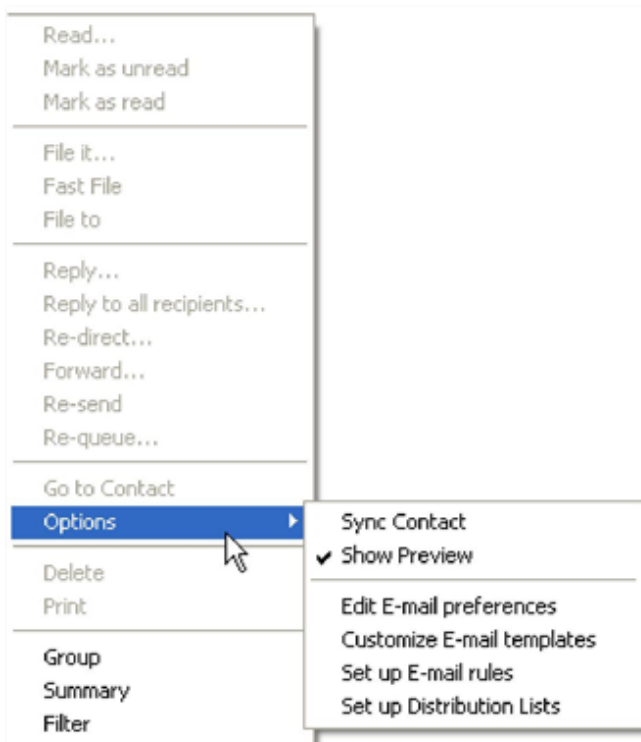 Read...
Mark as unread
Mark as read
File it...
Fast File
File to
Reply...
Reply to all recipients...
Re-direct...
Forward...
Re-send
Re-queue...
Go to Contact
Options
Delete
Print
Group
Summary
Filter
Sync Contact
Show Preview
Edit E-mail preferences
Customize E-mail templates
Set up E-mail rules
Set up Distribution Lists